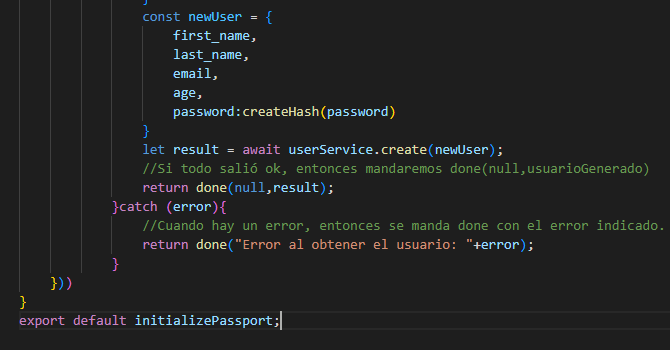 }
const newUser = {
first_name,
last_name,
email,
age,
password:createHash(password)
}
let result = await userService.create(newUser);
//Si todo salió ok, entonces mandaremos done(null,usuarioGenerado)
return done(null,result);
}catch (error){
//Cuando hay un error, entonces se manda done con el error indicado.
return done("Error al obtener el usuario: "+error);
}
}))
}
export default initializePassport;